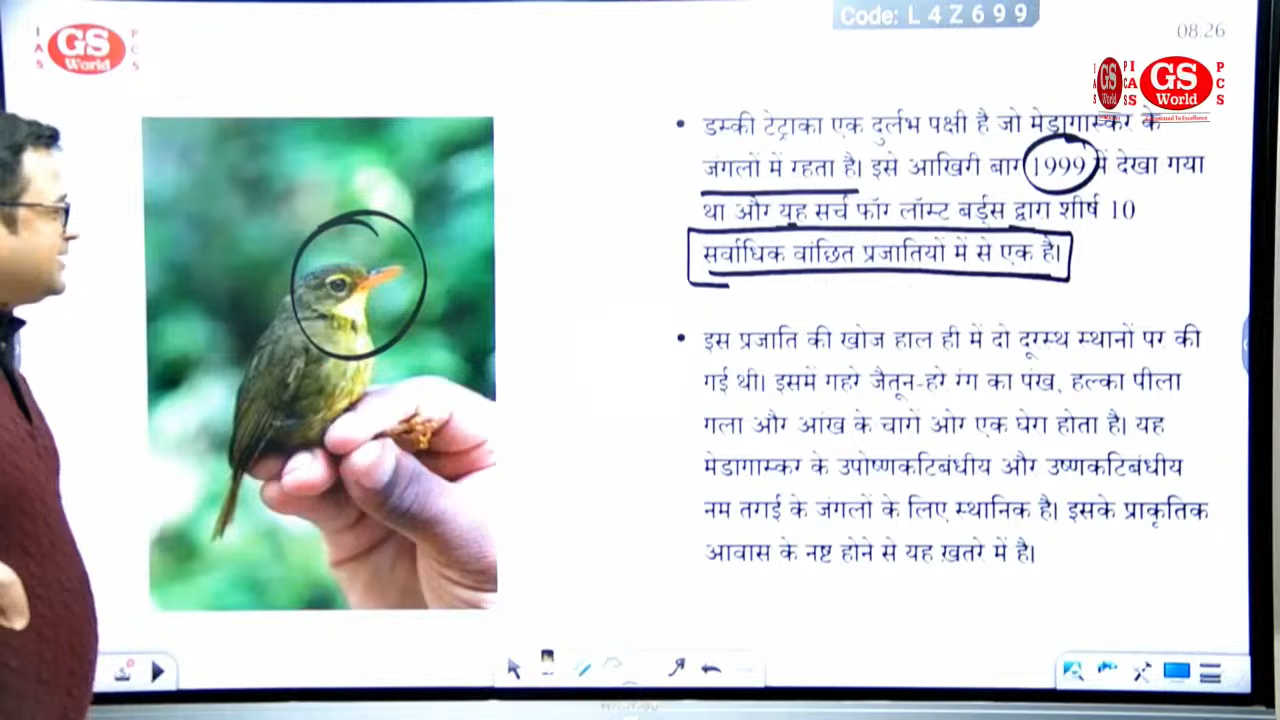 Code: L 4 Z 6 9 9
08.26
I A S
GS
World
P C S
GS
World
P C S
• डस्की टेट्राका एक दुर्लभ पक्षी है जो मेडागास्कर के
जंगलों में रहता है। इसे आखिरी बार 1999 में देखा गया
था और यह सर्च फॉर लॉस्ट बर्ड्स द्वारा शीर्ष 10
सर्वाधिक वांछित प्रजातियों में से एक है।
• इस प्रजाति की खोज हाल ही में दो दूरस्थ स्थानों पर की
गई थी। इसमें गहरे जैतून-हरे रंग का पंख, हल्का पीला
गला और आंख के चारों ओर एक घेरा होता है। यह
मेडागास्कर के उपोष्णकटिबंधीय और उष्णकटिबंधीय
नम तराई के जंगलों के लिए स्थानिक है। इसके प्राकृतिक
आवास के नष्ट होने से यह ख़तरे में है।